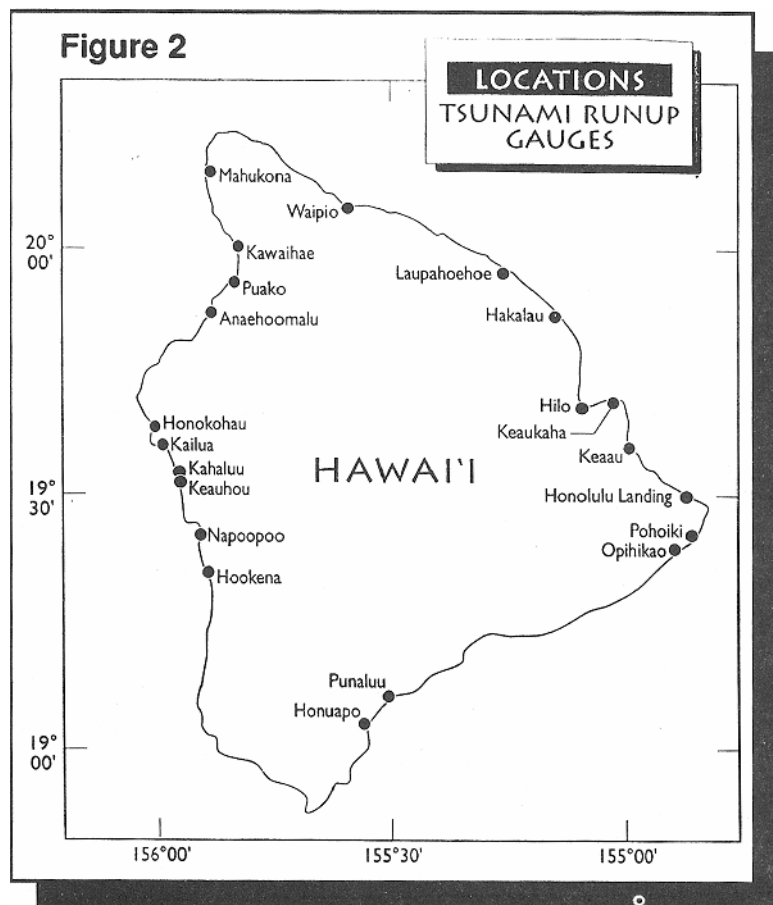 Figure 2
LOCATIONS
TSUNAMI RUNUP
GAUGES
Mahukona
Waipio
20°
00'
Kawaihae
Laupahoehoe
Puako
Anaehoomalu
Hakalau
Hilo
Honokohau
Keaukaha
Kailua
Keaau
Kahaluu
HAWAI'I
Keauhou
19°
30'
Honolulu Landing
Napoopoo
Pohoiki
Opihikao
Hookena
Punaluu
Honuapo
19°
00'
156°00'
155°30'
155°00'